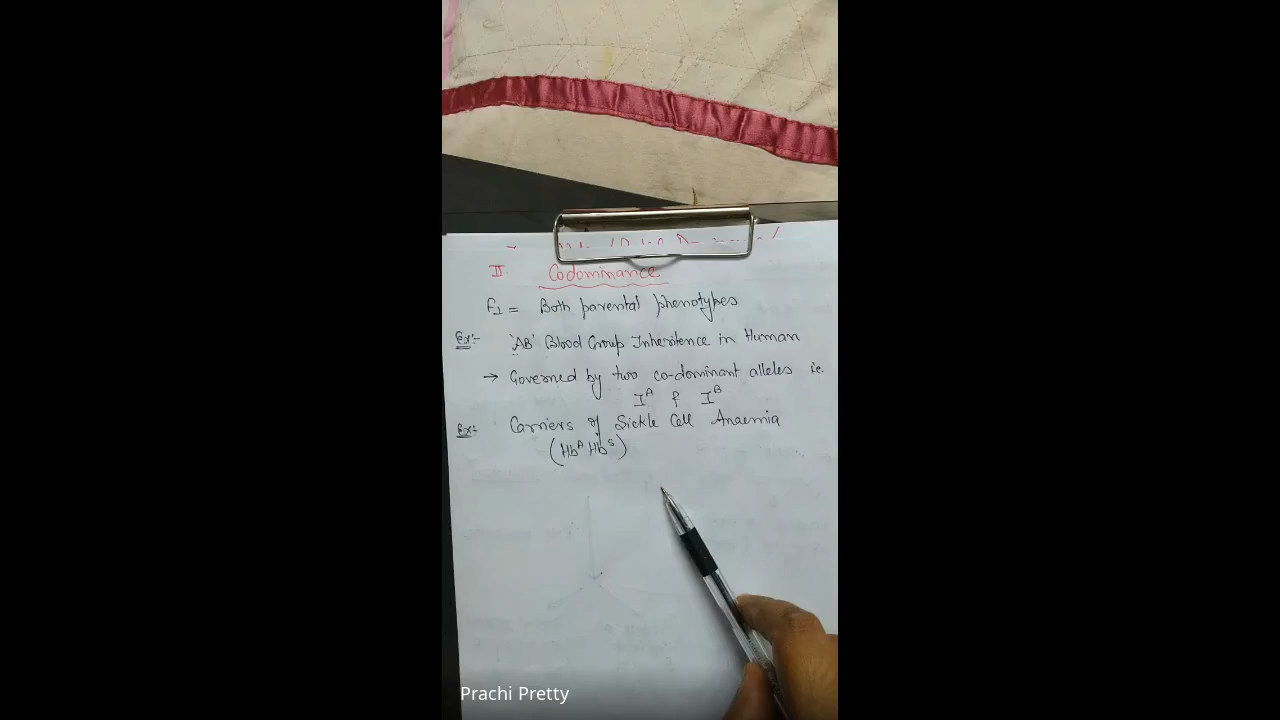 II Codominance
F1 = Both parental phenotypes
Ex:- 'AB' Blood Group Inheritence in Human
→ Governed by two co-dominant alleles i.e.
I^A & I^B
Ex:- Carriers of Sickle Cell Anaemia
(Hb^A Hb^S)
Prachi Pretty